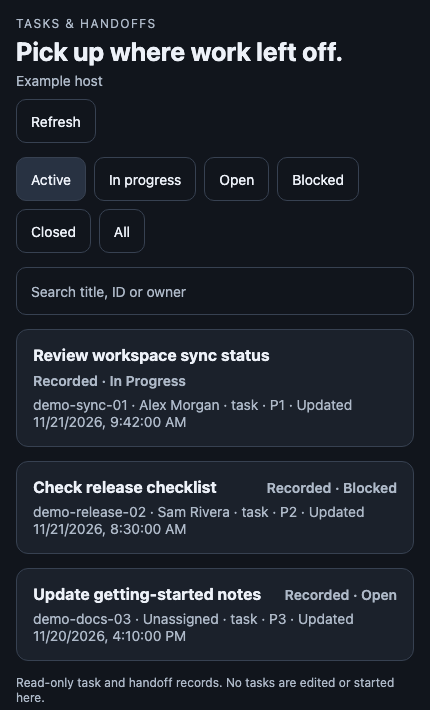 TASKS & HANDOFFS
Pick up where work left off.
Example host
Refresh
Active
In progress
Open
Blocked
Closed
All
Search title, ID or owner
Review workspace sync status
Recorded · In Progress
demo-sync-01 · Alex Morgan · task · P1 · Updated
11/21/2026, 9:42:00 AM
Check release checklist
Recorded · Blocked
demo-release-02 · Sam Rivera · task · P2 · Updated
11/21/2026, 8:30:00 AM
Update getting-started notes
Recorded · Open
demo-docs-03 · Unassigned · task · P3 · Updated
11/20/2026, 4:10:00 PM
Read-only task and handoff records. No tasks are edited or started
here.